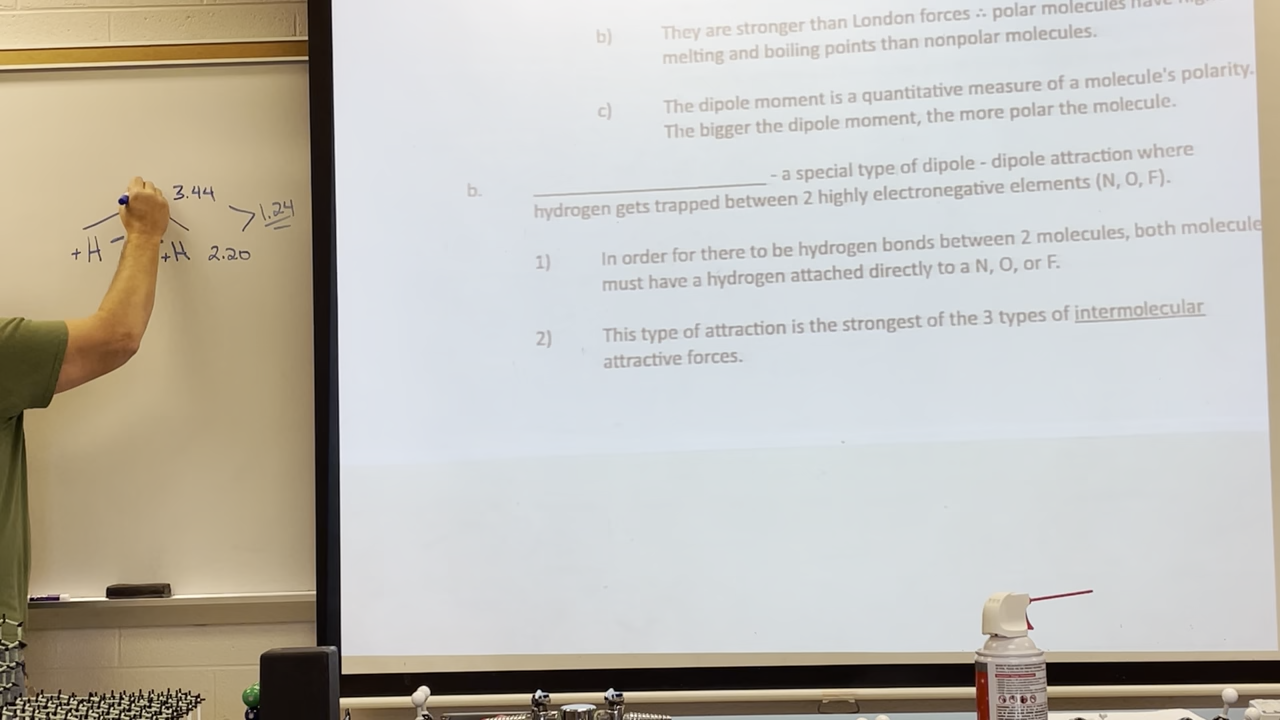 b) They are stronger than London forces ∴ polar molecules have
melting and boiling points than nonpolar molecules.
c) The dipole moment is a quantitative measure of a molecule's polarity.
The bigger the dipole moment, the more polar the molecule.
b. ____________________ - a special type of dipole - dipole attraction where
hydrogen gets trapped between 2 highly electronegative elements (N, O, F).
1) In order for there to be hydrogen bonds between 2 molecules, both molecule
must have a hydrogen attached directly to a N, O, or F.
2) This type of attraction is the strongest of the 3 types of intermolecular
attractive forces.
3.44
1.24
+H +H 2.20